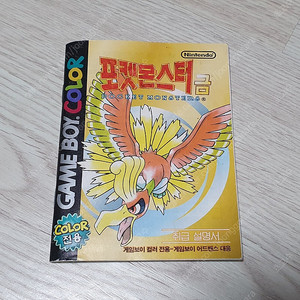 Nintendo
포켓몬스터 금
POCKET MONSTERS
GAME BOY COLOR
COLOR
전용
취급 설명서
게임보이 컬러 전용-게임보이 어드밴스 대응